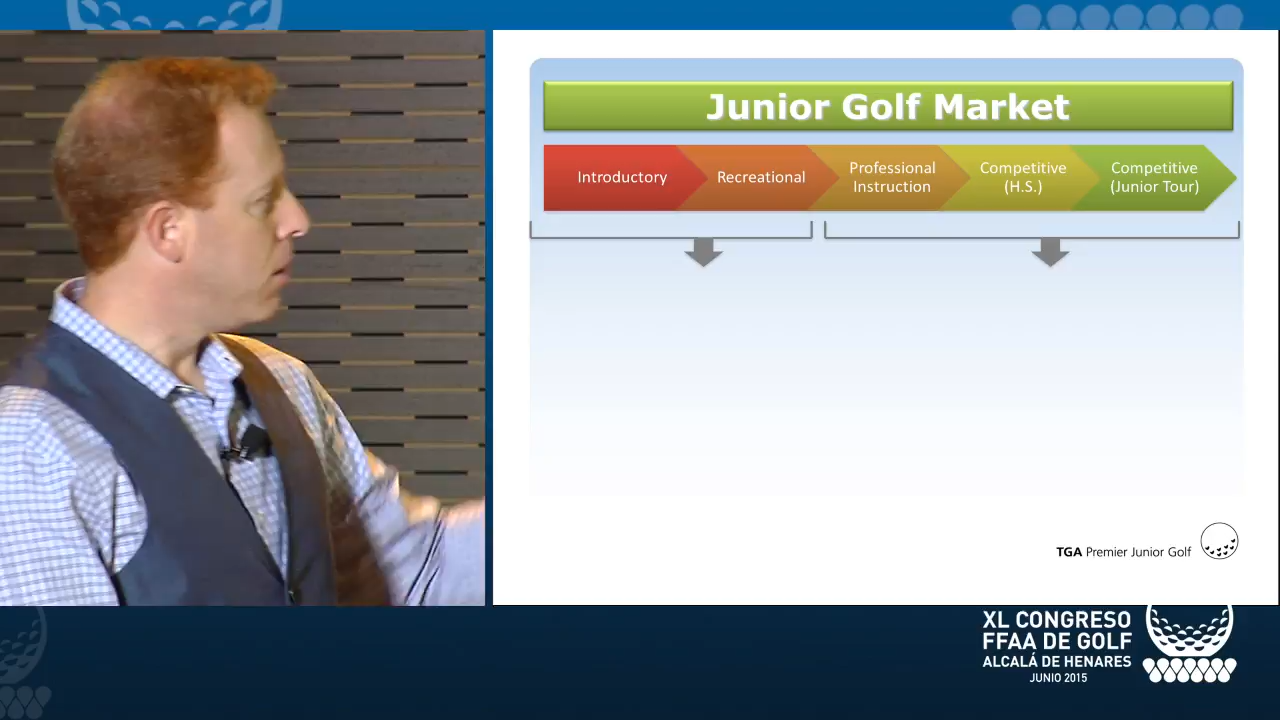 Junior Golf Market
Introductory
Recreational
Professional
Instruction
Competitive
(H.S.)
Competitive
(Junior Tour)
TGA Premier Junior Golf
XL CONGRESO
FFAA DE GOLF
ALCALÁ DE HENARES
JUNIO 2015